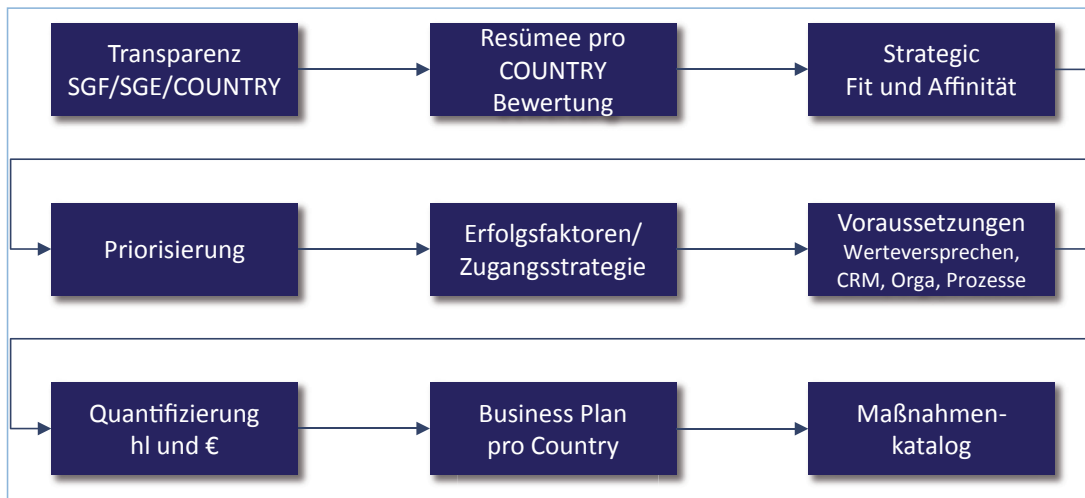 Transparenz
SGF/SGE/COUNTRY
Resümee pro
COUNTRY
Bewertung
Strategic
Fit und Affinität
Priorisierung
Erfolgsfaktoren/
Zugangsstrategie
Voraussetzungen
Werteversprechen,
CRM, Orga, Prozesse
Quantifizierung
hl und €
Business Plan
pro Country
Maßnahmen-
katalog